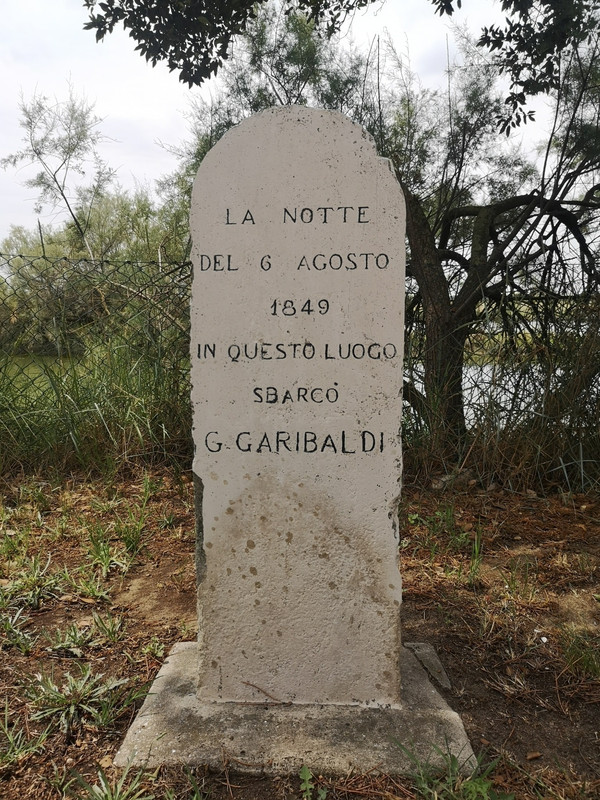 LA NOTTE
DEL 6 AGOSTO
1849
IN QUESTO LUOGO
SBARCÒ
G. GARIBALDI